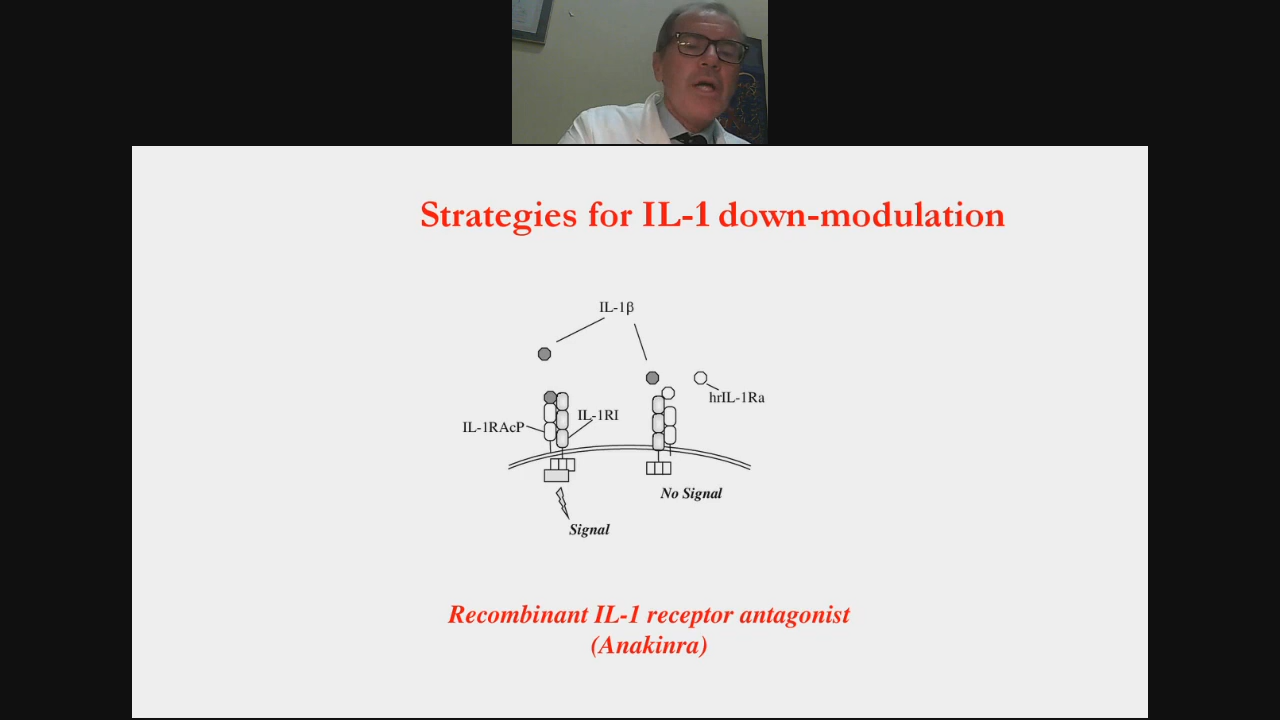 Strategies for IL-1 down-modulation
IL-1β
hrIL-1Ra
IL-1RI
IL-1RAcP
No Signal
Signal
Recombinant IL-1 receptor antagonist
(Anakinra)